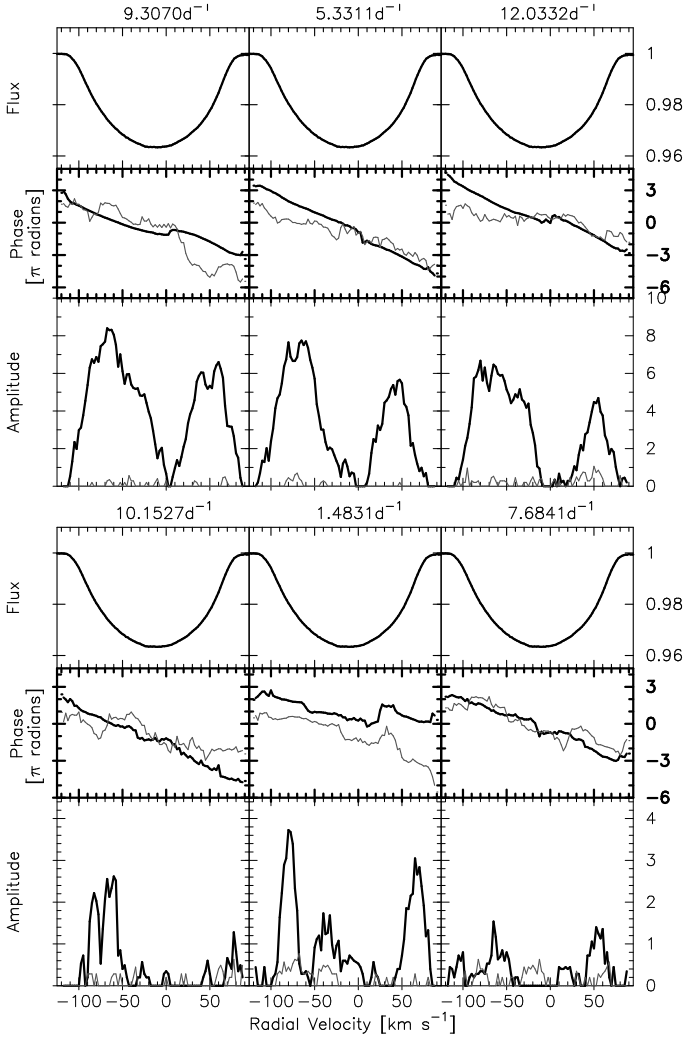 9.3070d⁻¹ 5.3311d⁻¹ 12.0332d⁻¹
Flux
1
0.98
0.96
Phase
[π radians]
3
0
−3
−6
Amplitude
10
8
6
4
2
0
10.1527d⁻¹ 1.4831d⁻¹ 7.6841d⁻¹
Flux
1
0.98
0.96
Phase
[π radians]
3
0
−3
−6
Amplitude
4
3
2
1
0
−100 −50 0 50 −100 −50 0 50 −100 −50 0 50
Radial Velocity [km s⁻¹]